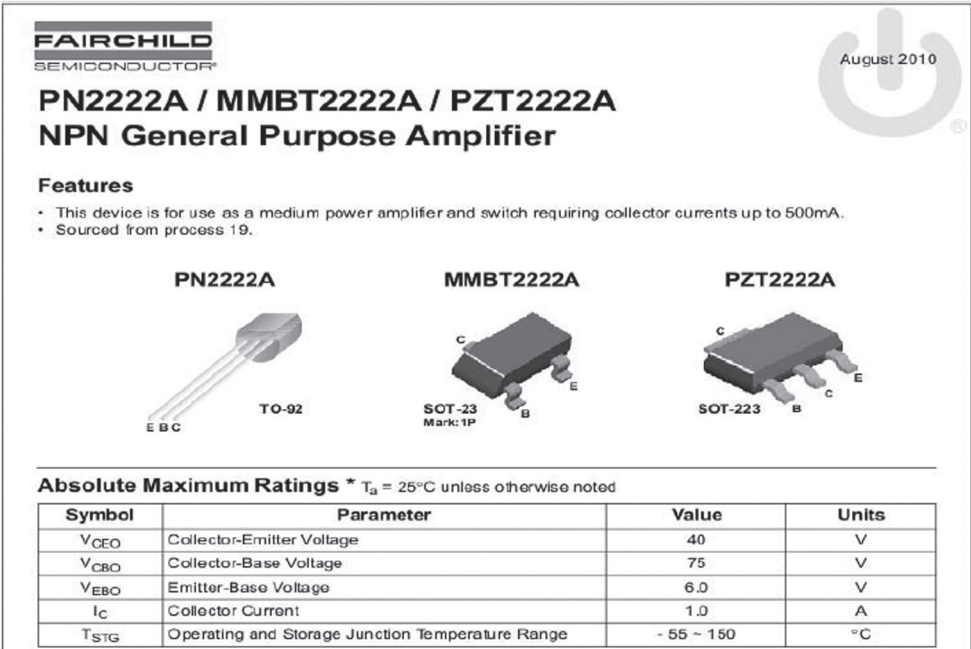 FAIRCHILD
SEMICONDUCTOR®
August 2010
PN2222A / MMBT2222A / PZT2222A
NPN General Purpose Amplifier
Features
• This device is for use as a medium power amplifier and switch requiring collector currents up to 500mA.
• Sourced from process 19.
PN2222A MMBT2222A PZT2222A
C C
E E
TO-92 SOT-23 B SOT-223 B C
Mark:1P
E B C
Absolute Maximum Ratings * Ta = 25°C unless otherwise noted
Symbol Parameter Value Units
VCEO Collector-Emitter Voltage 40 V
VCBO Collector-Base Voltage 75 V
VEBO Emitter-Base Voltage 6.0 V
IC Collector Current 1.0 A
TSTG Operating and Storage Junction Temperature Range - 55 ~ 150 °C
®